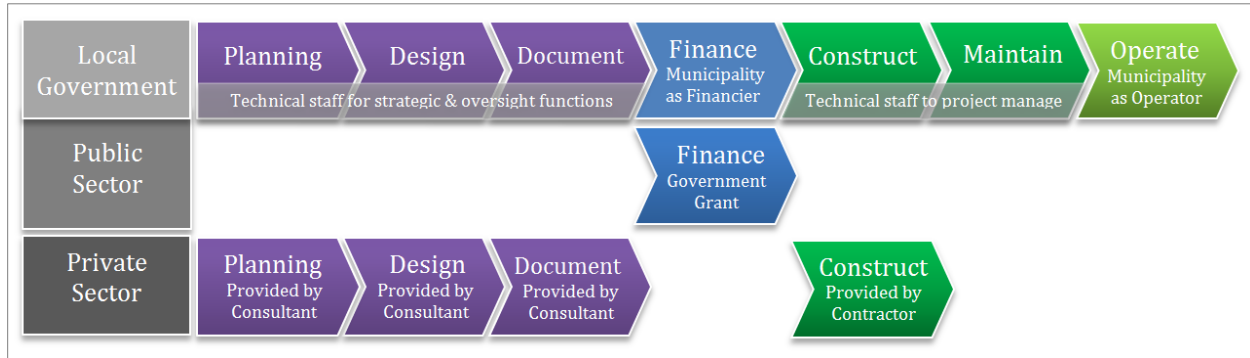 Local
Government
Planning
Design
Document
Technical staff for strategic & oversight functions
Finance
Municipality
as Financier
Construct
Maintain
Technical staff to project manage
Operate
Municipality
as Operator
Public
Sector
Finance
Government
Grant
Private
Sector
Planning
Provided by
Consultant
Design
Provided by
Consultant
Document
Provided by
Consultant
Construct
Provided by
Contractor